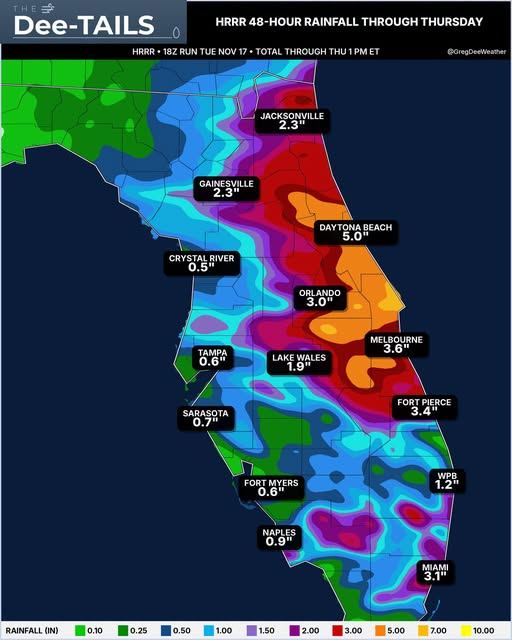 THE
Dee-TAILS
HRRR 48-HOUR RAINFALL THROUGH THURSDAY
HRRR • 18Z RUN TUE NOV 17 • TOTAL THROUGH THU 1 PM ET
@GregDeeWeather
JACKSONVILLE
2.3"
GAINESVILLE
2.3"
DAYTONA BEACH
5.0"
CRYSTAL RIVER
0.5"
ORLANDO
3.0"
MELBOURNE
3.6"
TAMPA
0.6"
LAKE WALES
1.9"
FORT PIERCE
3.4"
SARASOTA
0.7"
WPB
1.2"
FORT MYERS
0.6"
NAPLES
0.9"
MIAMI
3.1"
RAINFALL (IN) 0.10 0.25 0.50 1.00 1.50 2.00 3.00 5.00 7.00 10.00